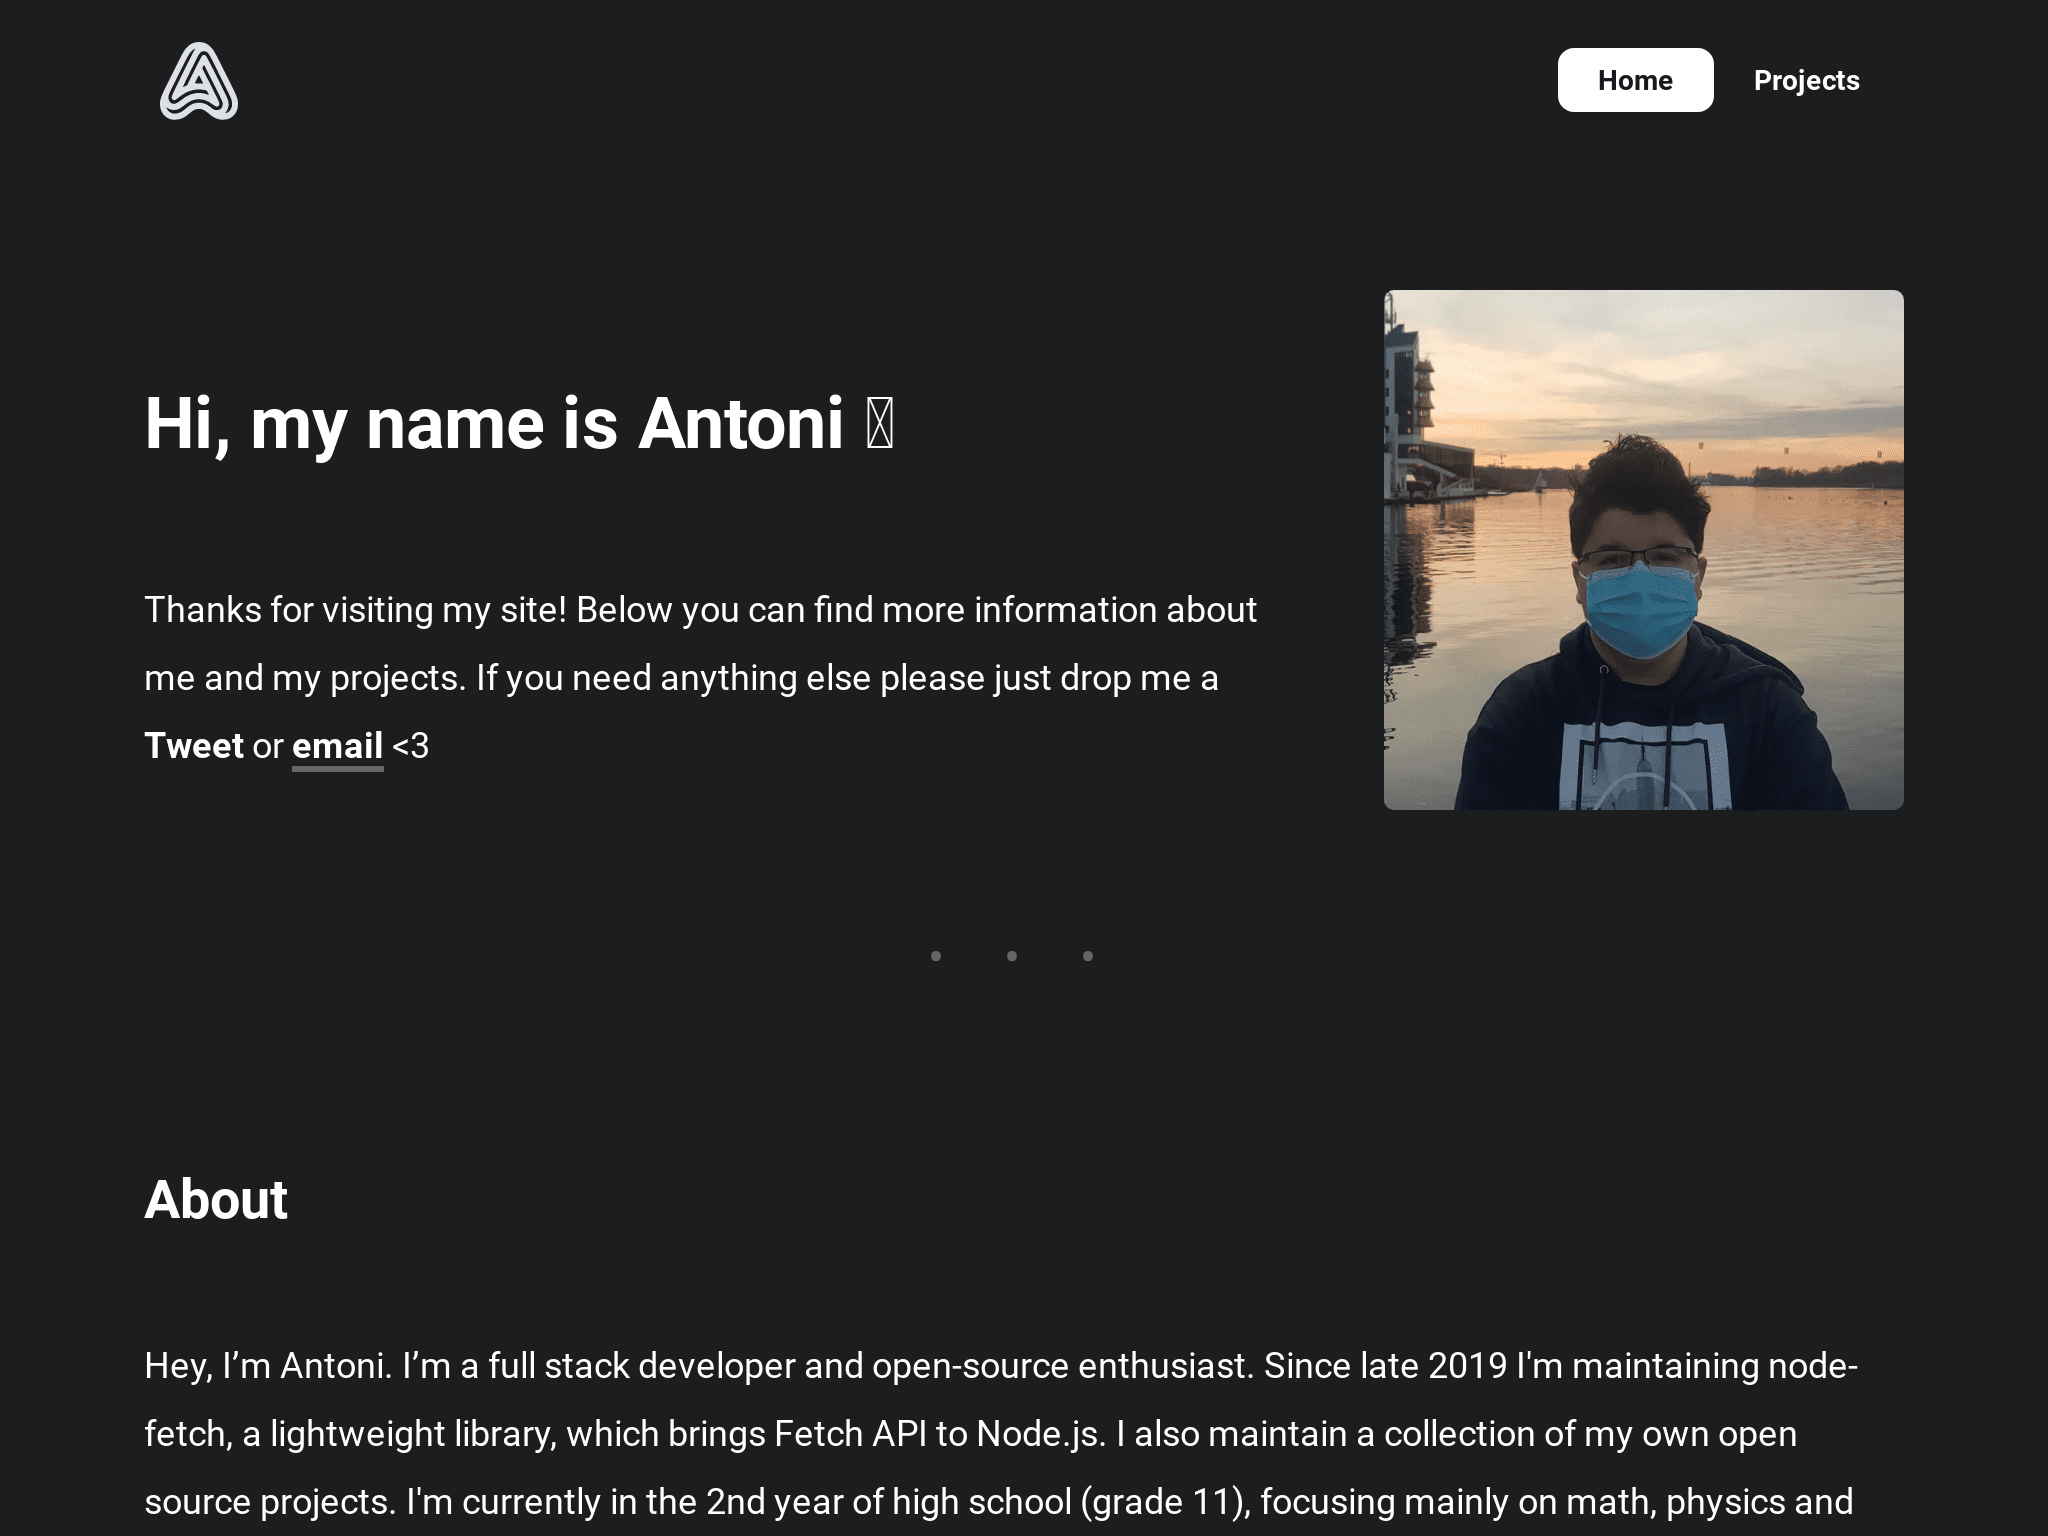 Home
Projects
Hi, my name is Antoni
Thanks for visiting my site! Below you can find more information about
me and my projects. If you need anything else please just drop me a
Tweet or email <3
About
Hey, I’m Antoni. I’m a full stack developer and open-source enthusiast. Since late 2019 I'm maintaining node-
fetch, a lightweight library, which brings Fetch API to Node.js. I also maintain a collection of my own open
source projects. I'm currently in the 2nd year of high school (grade 11), focusing mainly on math, physics and